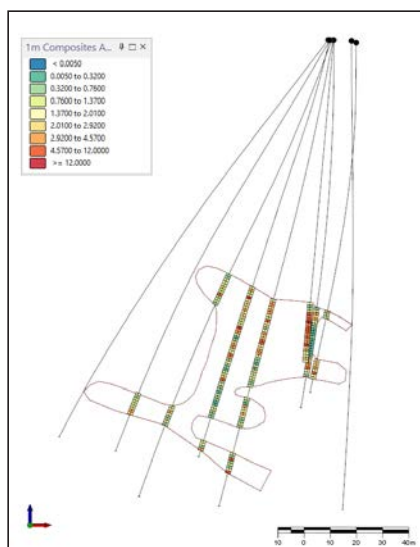 1m Composites A...
< 0.0050
0.0050 to 0.3200
0.3200 to 0.7600
0.7600 to 1.3700
1.3700 to 2.0100
2.0100 to 2.9200
2.9200 to 4.5700
4.5700 to 12.0000
>= 12.0000
10 0 10 20 30 40m